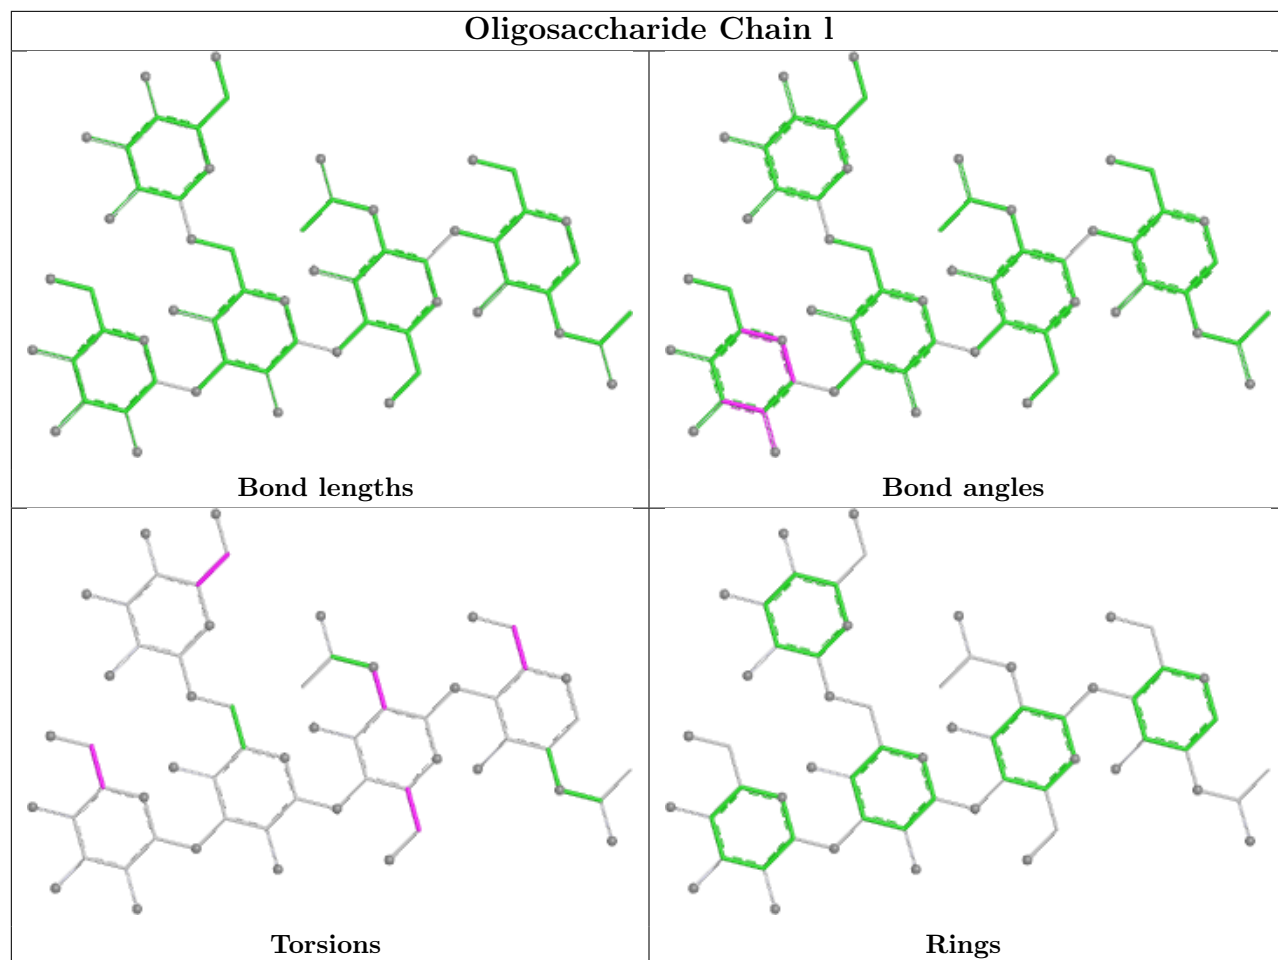 Oligosaccharide Chain l
Bond lengths
Bond angles
Torsions
Rings